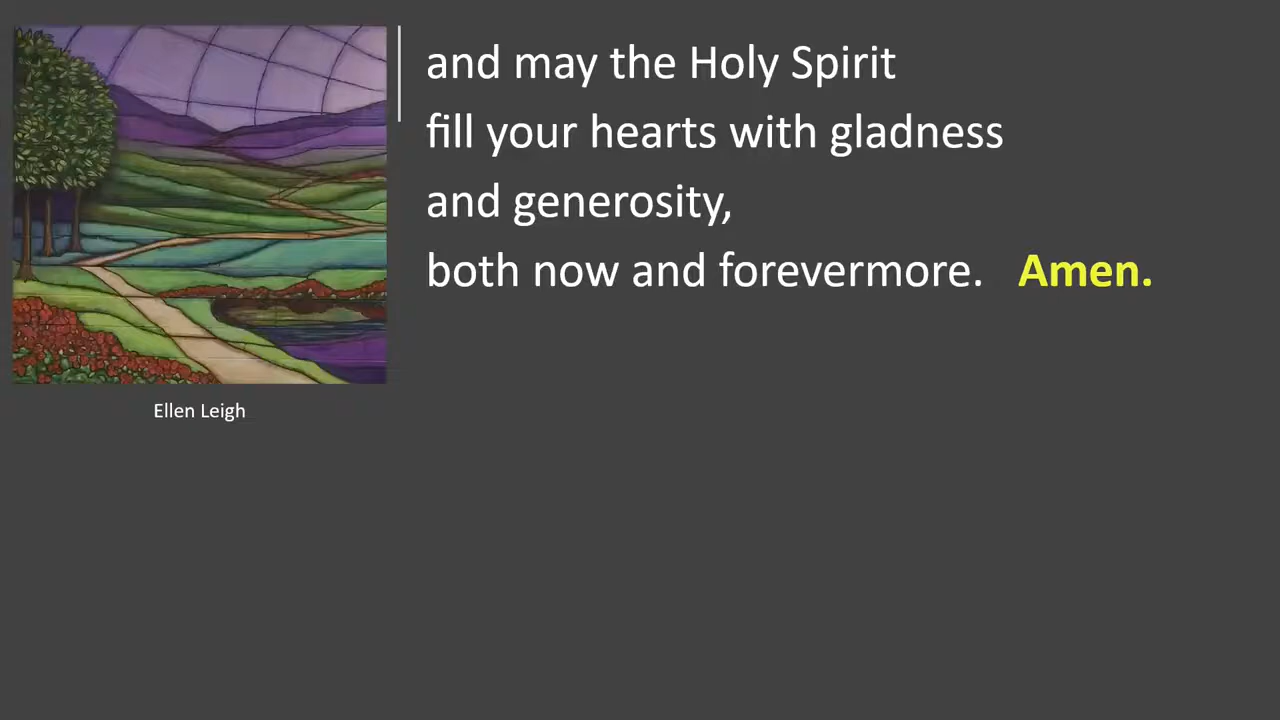 and may the Holy Spirit
fill your hearts with gladness
and generosity,
both now and forevermore. Amen.
Ellen Leigh